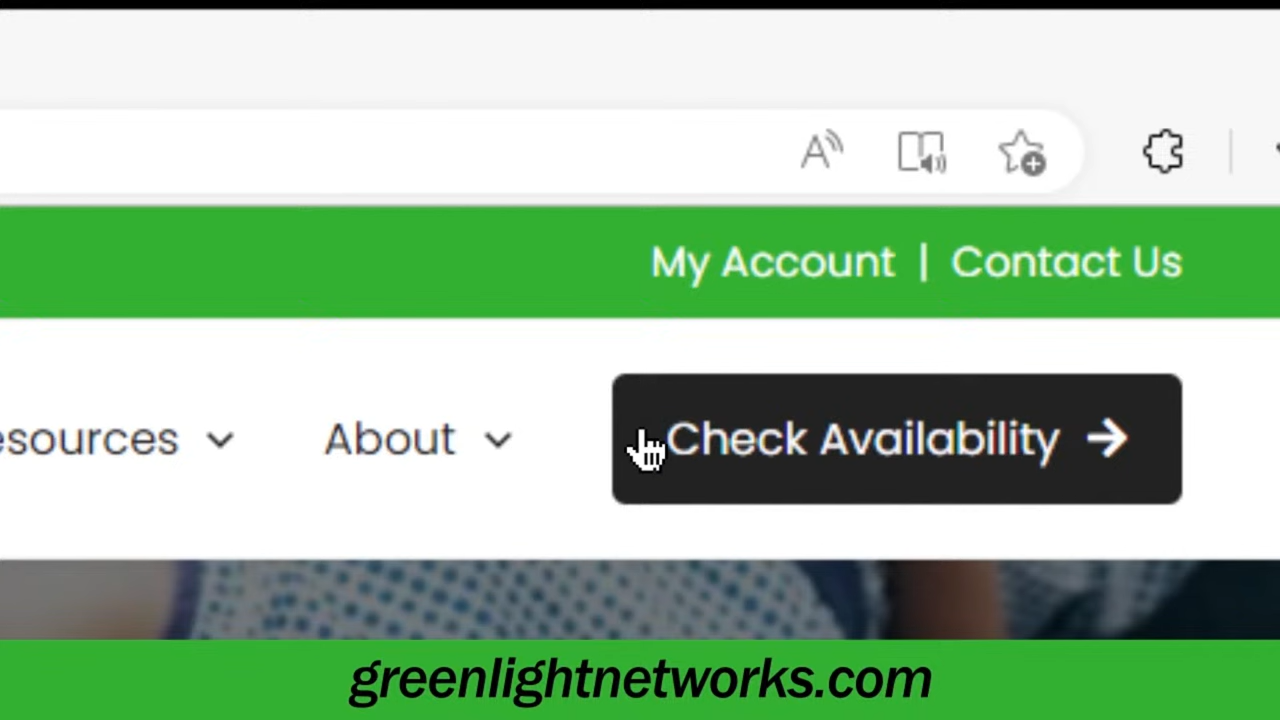 My Account | Contact Us
esources About Check Availability →
greenlightnetworks.com